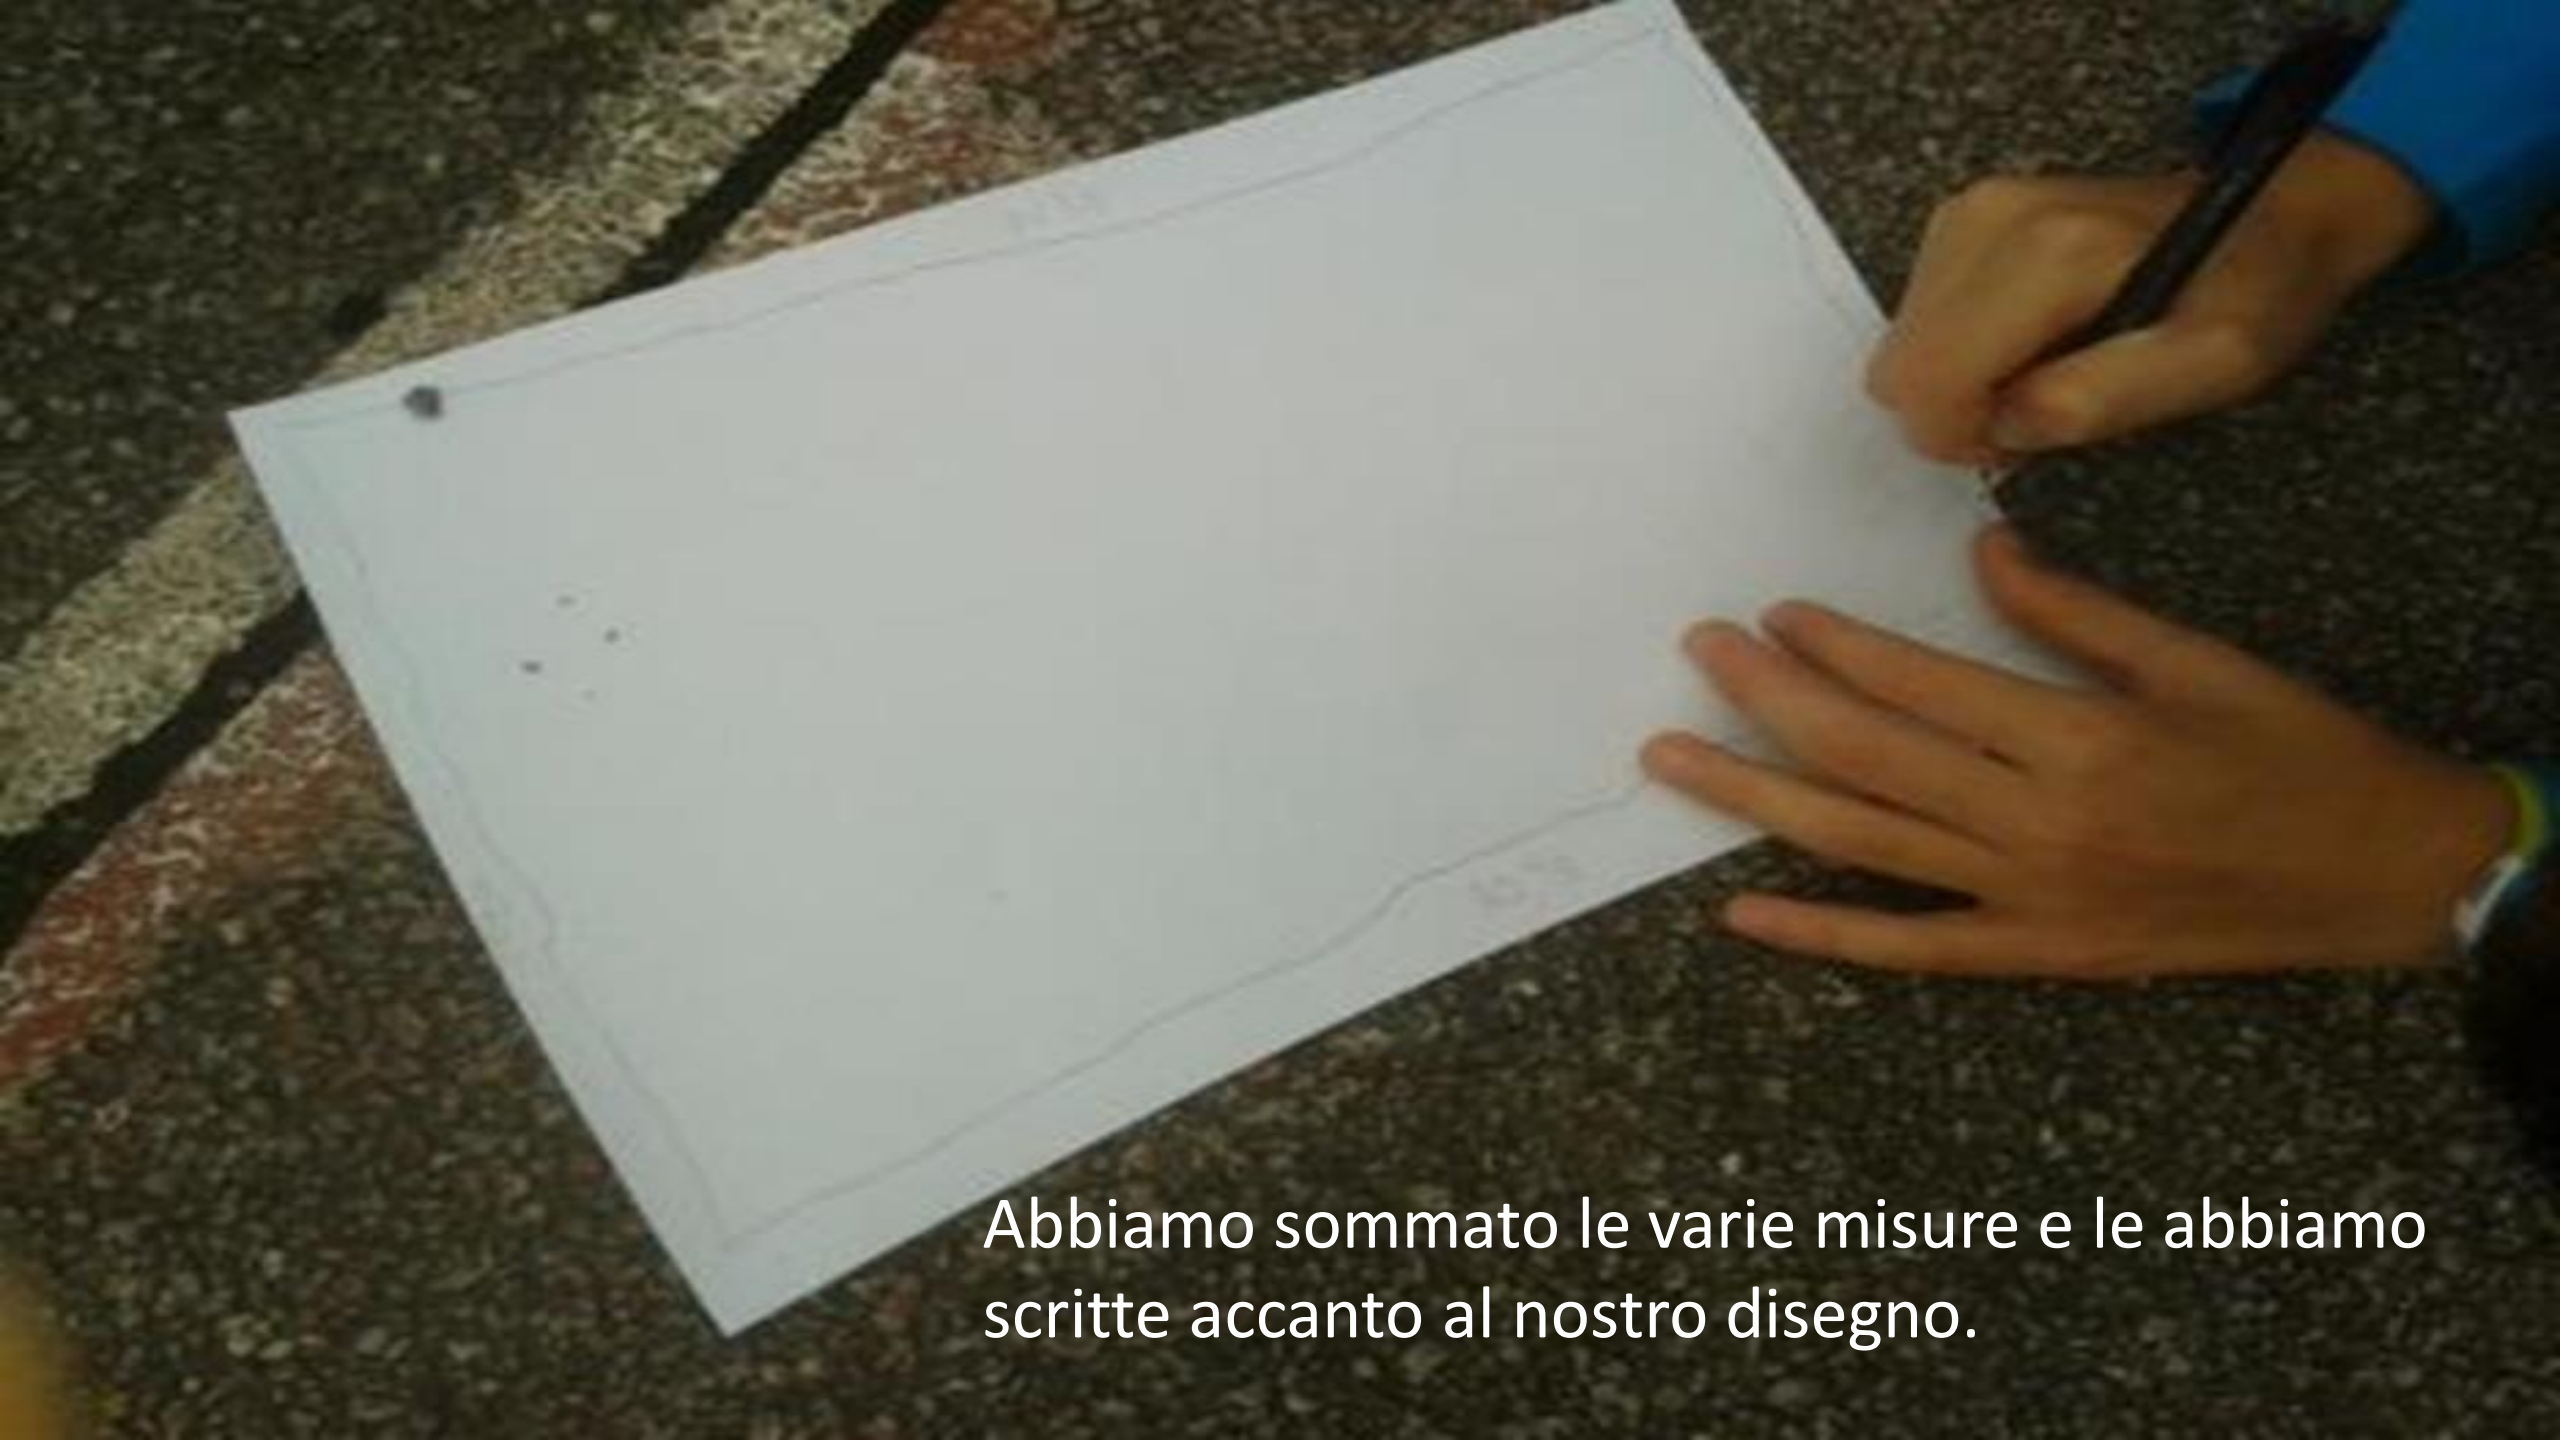 Abbiamo sommato le varie misure e le abbiamo
scritte accanto al nostro disegno.